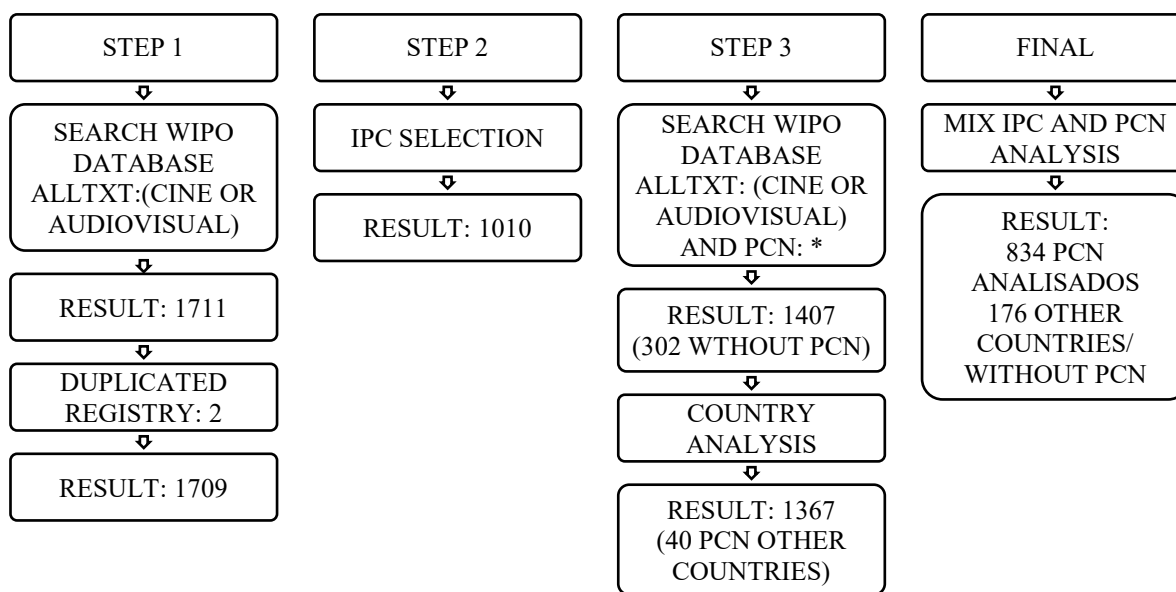 STEP 1
SEARCH WIPO
DATABASE
ALLTXT:(CINE OR
AUDIOVISUAL)
RESULT: 1711
DUPLICATED
REGISTRY: 2
RESULT: 1709
STEP 2
IPC SELECTION
RESULT: 1010
STEP 3
SEARCH WIPO
DATABASE
ALLTXT: (CINE OR
AUDIOVISUAL)
AND PCN: *
RESULT: 1407
(302 WTHOUT PCN)
COUNTRY
ANALYSIS
RESULT: 1367
(40 PCN OTHER
COUNTRIES)
FINAL
MIX IPC AND PCN
ANALYSIS
RESULT:
834 PCN
ANALISADOS
176 OTHER
COUNTRIES/
WITHOUT PCN